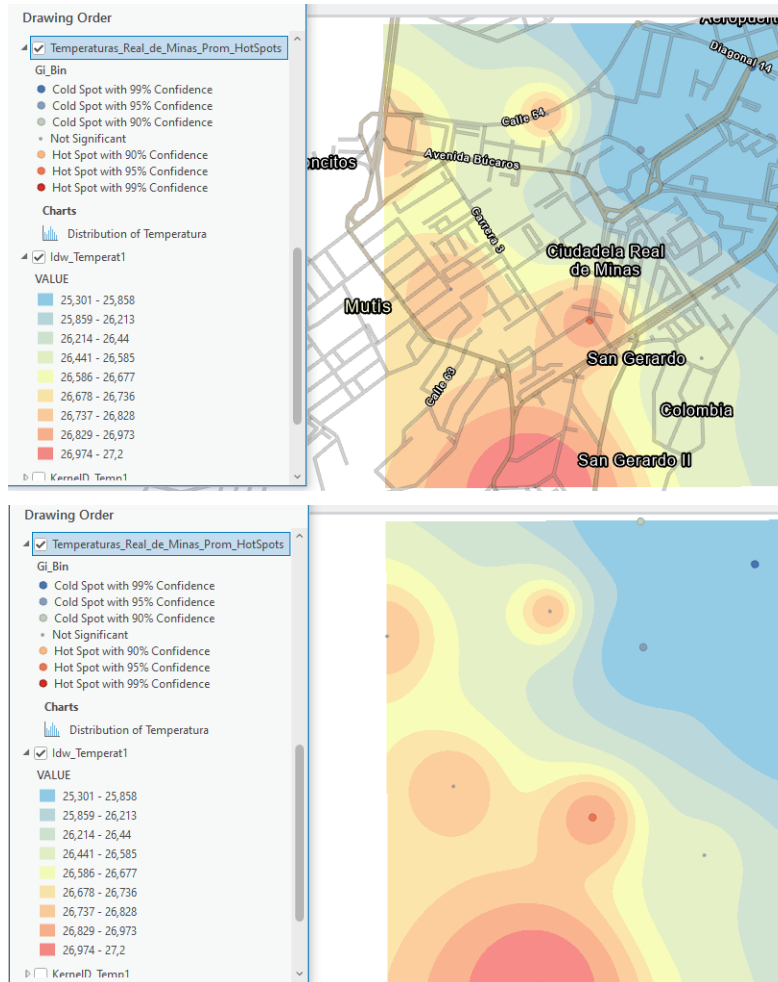 Drawing Order
Temperaturas_Real_de_Minas_Prom_HotSpots
Gi_Bin
Cold Spot with 99% Confidence
Cold Spot with 95% Confidence
Cold Spot with 90% Confidence
Not Significant
Hot Spot with 90% Confidence
Hot Spot with 95% Confidence
Hot Spot with 99% Confidence
Charts
Distribution of Temperatura
Idw_Temperat1
VALUE
25,301 - 25,858
25,859 - 26,213
26,214 - 26,44
26,441 - 26,585
26,586 - 26,677
26,678 - 26,736
26,737 - 26,828
26,829 - 26,973
26,974 - 27,2
KernelD_Temp1
Diagonal 14
Calle 54
Avenida Búcaros
Carrera 3
Ciudadela Real
de Minas
Mutis
San Gerardo
Calle 63
Colombia
San Gerardo II
Drawing Order
Temperaturas_Real_de_Minas_Prom_HotSpots
Gi_Bin
Cold Spot with 99% Confidence
Cold Spot with 95% Confidence
Cold Spot with 90% Confidence
Not Significant
Hot Spot with 90% Confidence
Hot Spot with 95% Confidence
Hot Spot with 99% Confidence
Charts
Distribution of Temperatura
Idw_Temperat1
VALUE
25,301 - 25,858
25,859 - 26,213
26,214 - 26,44
26,441 - 26,585
26,586 - 26,677
26,678 - 26,736
26,737 - 26,828
26,829 - 26,973
26,974 - 27,2
KernelD_Temp1